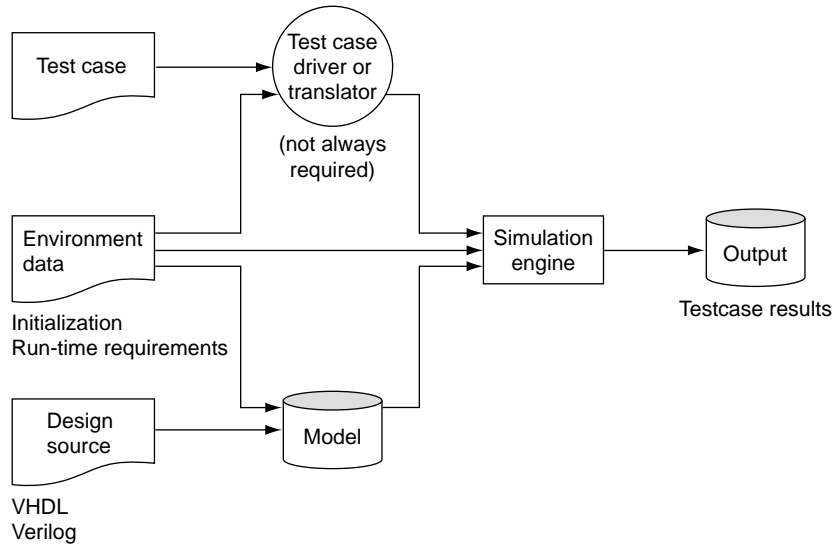 Test case
Test case
driver or
translator
(not always
required)
Environment
data
Initialization
Run-time requirements
Simulation
engine
Output
Testcase results
Design
source
VHDL
Verilog
Model